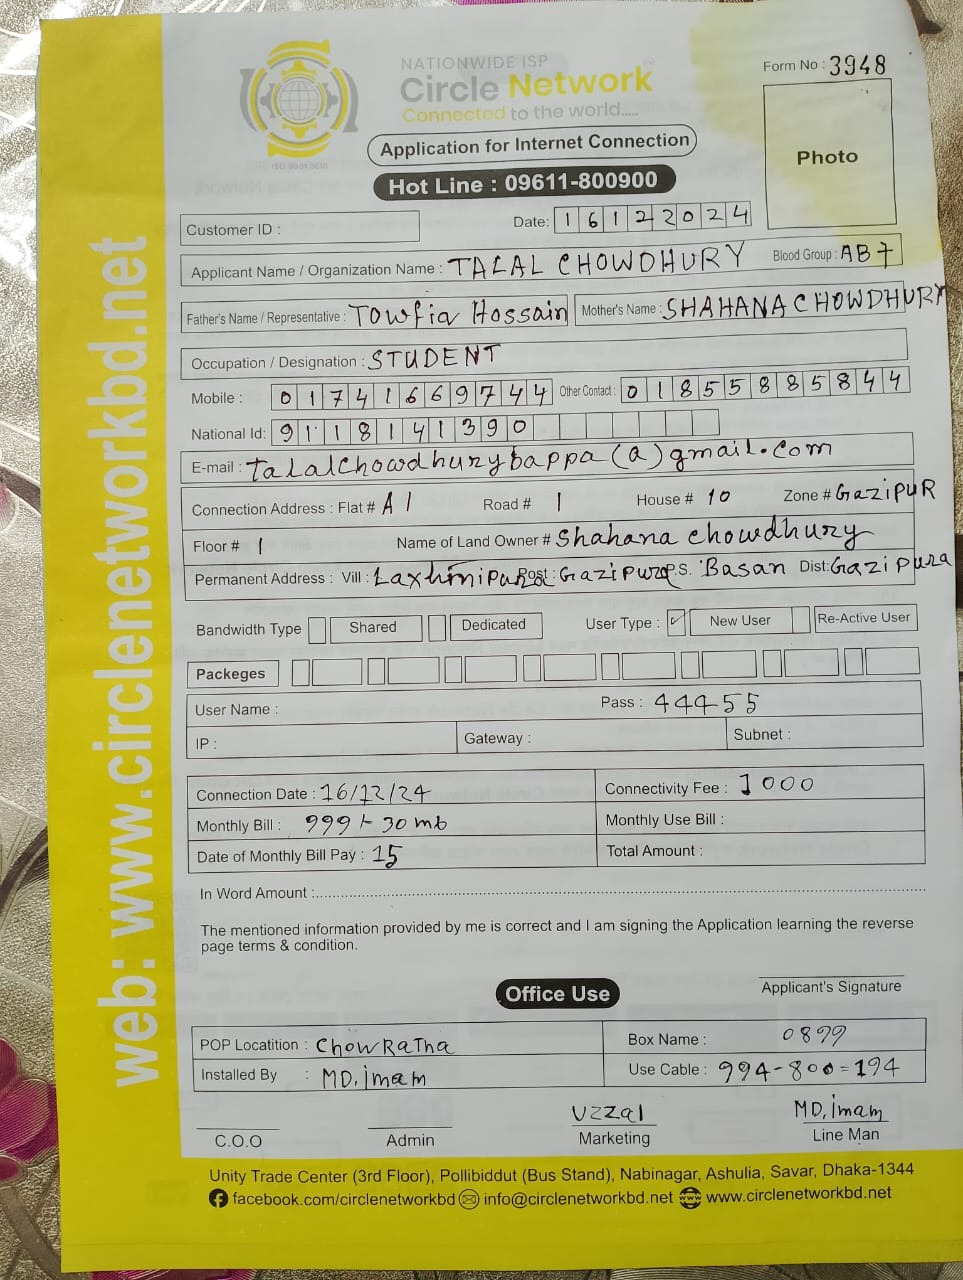 NATIONWIDE ISP
Circle Network
Connected to the world.....
ISO 9001:2015
Form No : 3948
Application for Internet Connection
Photo
Hot Line : 09611-800900
Customer ID :
Date: 16122024
Applicant Name / Organization Name : TALAL CHOWDHURY Blood Group : AB+
Father's Name / Representative : Towfia Hossain Mother's Name : SHAHANA CHOWDHURY
Occupation / Designation : STUDENT
Mobile : 01741669744 Other Contact : 01855885844
National Id: 9118141390
E-mail : talalchowdhurybappa(a)gmail.com
Connection Address : Flat # A1 Road # 1 House # 10 Zone # GaziPUR
Floor # 1 Name of Land Owner # Shahana chowdhury
Permanent Address : Vill : Laxhmipura Post : Gazipura P.S. : Basan Dist: Gazipura
Bandwidth Type Shared Dedicated User Type : ✓ New User Re-Active User
Packeges
User Name : Pass : 44455
IP : Gateway : Subnet :
Connection Date : 16/12/24 Connectivity Fee : 1000
Monthly Bill : 999 30 mb Monthly Use Bill :
Date of Monthly Bill Pay : 15 Total Amount :
In Word Amount :
The mentioned information provided by me is correct and I am signing the Application learning the reverse
page terms & condition.
Applicant's Signature
Office Use
POP Locatition : ChowRaTha Box Name : 0899
Installed By : MD. imam Use Cable : 994-800=194
C.O.O Admin Uzzal Marketing MD. imam Line Man
Unity Trade Center (3rd Floor), Pollibiddut (Bus Stand), Nabinagar, Ashulia, Savar, Dhaka-1344
facebook.com/circlenetworkbd info@circlenetworkbd.net www.circlenetworkbd.net
web: www.circlenetworkbd.net